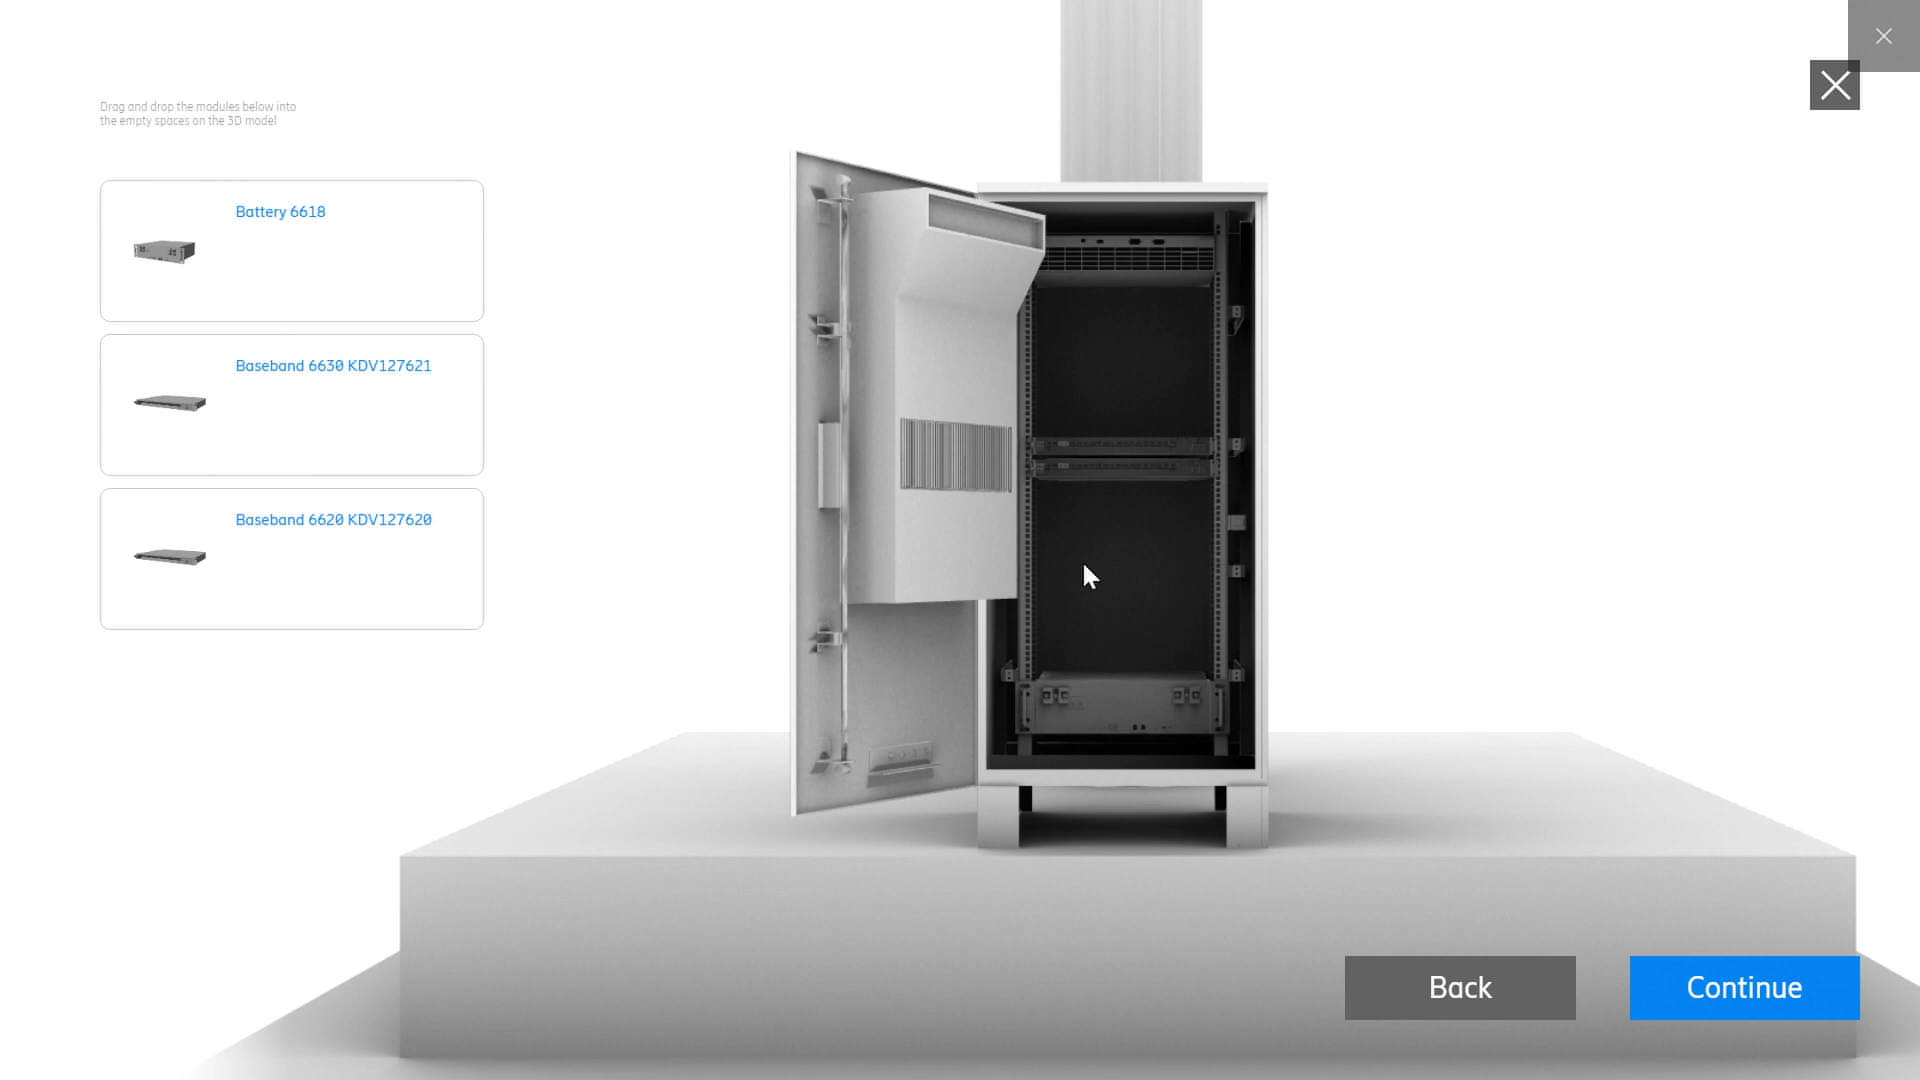 Drag and drop the modules below into
the empty spaces on the 3D model
Battery 6618
Baseband 6630 KDV127621
Baseband 6620 KDV127620
Back
Continue